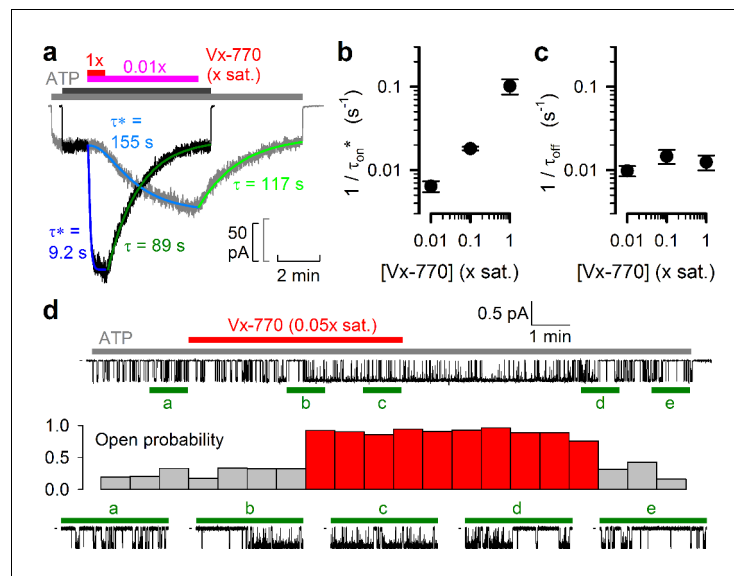 a
1x
0.01x
Vx-770
(x sat.)
ATP
τ* =
155 s
τ = 117 s
τ* =
9.2 s
τ = 89 s
50
pA
2 min
b
1 / τon* (s-1)
0.1
0.01
0.01 0.1 1
[Vx-770] (x sat.)
c
1 / τoff (s-1)
0.1
0.01
0.01 0.1 1
[Vx-770] (x sat.)
d
Vx-770 (0.05x sat.)
ATP
0.5 pA
1 min
a b c d e
1.0
0.5
0.0
Open probability
a b c d e